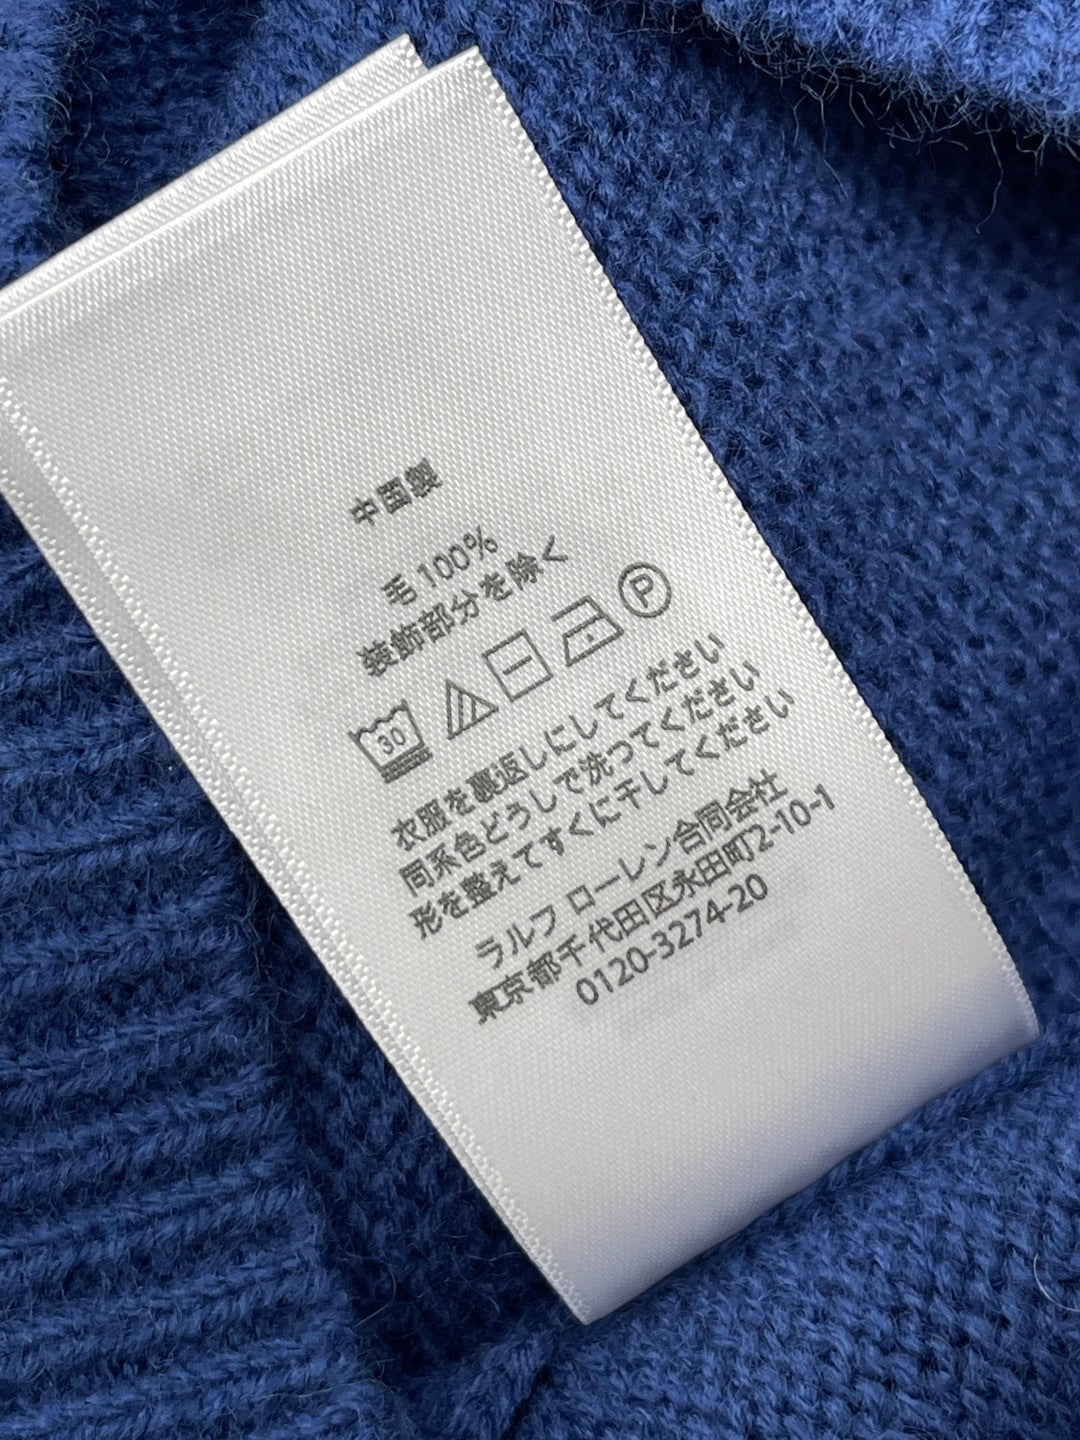 中国製
毛 100%
装飾部分を除く
30 P
衣服を裏返しにしてください
同系色どうしで洗ってください
形を整えてすぐに干してください
ラルフ ローレン合同会社
東京都千代田区永田町2-10-1
0120-3274-20